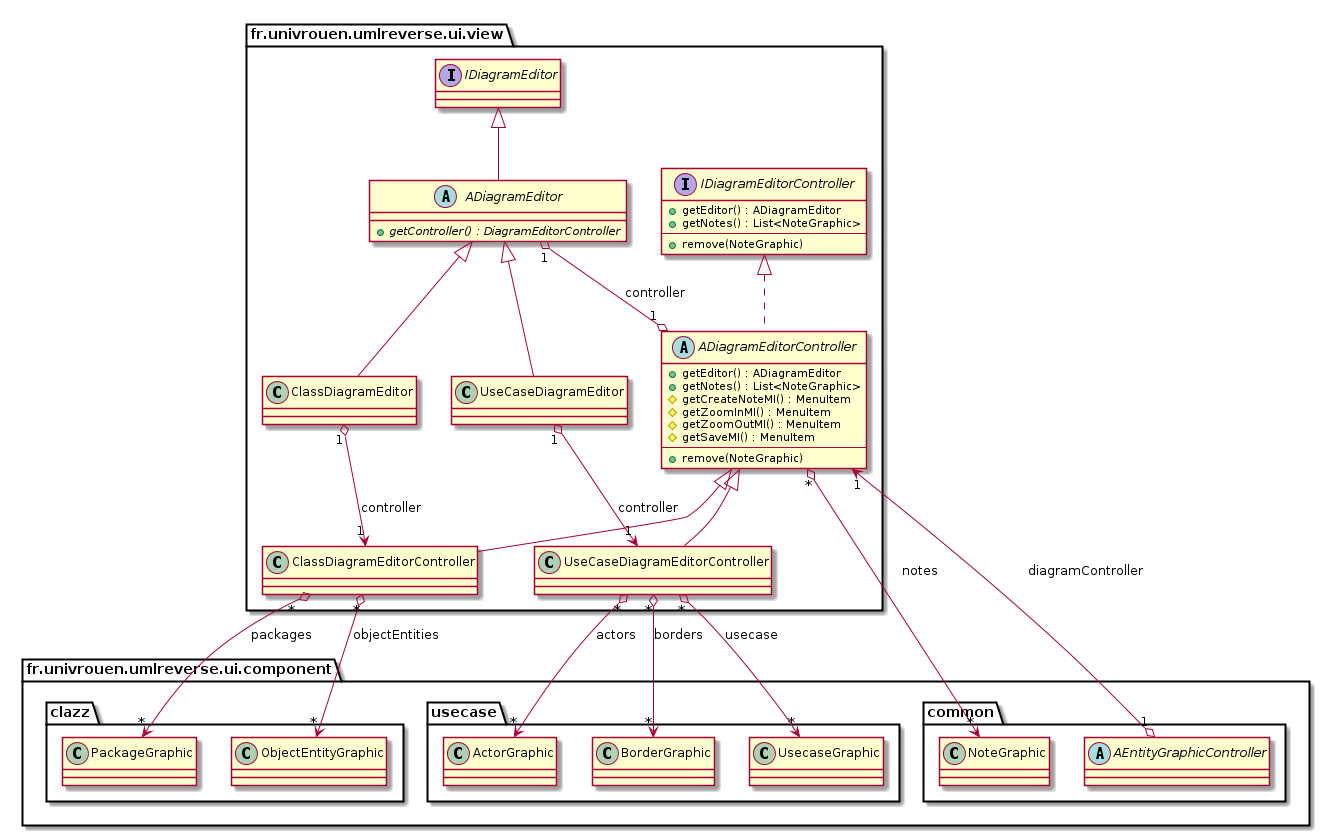 fr.univrouen.umlreverse.ui.view
I IDiagramEditor
A ADiagramEditor
getController() : DiagramEditorController
I IDiagramEditorController
getEditor() : ADiagramEditor
getNotes() : List<NoteGraphic>
remove(NoteGraphic)
1
controller
1
A ADiagramEditorController
getEditor() : ADiagramEditor
getNotes() : List<NoteGraphic>
getCreateNoteMI() : MenuItem
getZoomInMI() : MenuItem
getZoomOutMI() : MenuItem
getSaveMI() : MenuItem
remove(NoteGraphic)
C ClassDiagramEditor
C UseCaseDiagramEditor
1
1
*
1
controller
controller
1
1
C ClassDiagramEditorController
C UseCaseDiagramEditorController
notes
diagramController
*
*
*
*
*
packages
objectEntities
actors
borders
usecase
fr.univrouen.umlreverse.ui.component
clazz
usecase
common
*
*
*
*
*
*
1
C PackageGraphic
C ObjectEntityGraphic
C ActorGraphic
C BorderGraphic
C UsecaseGraphic
C NoteGraphic
A AEntityGraphicController